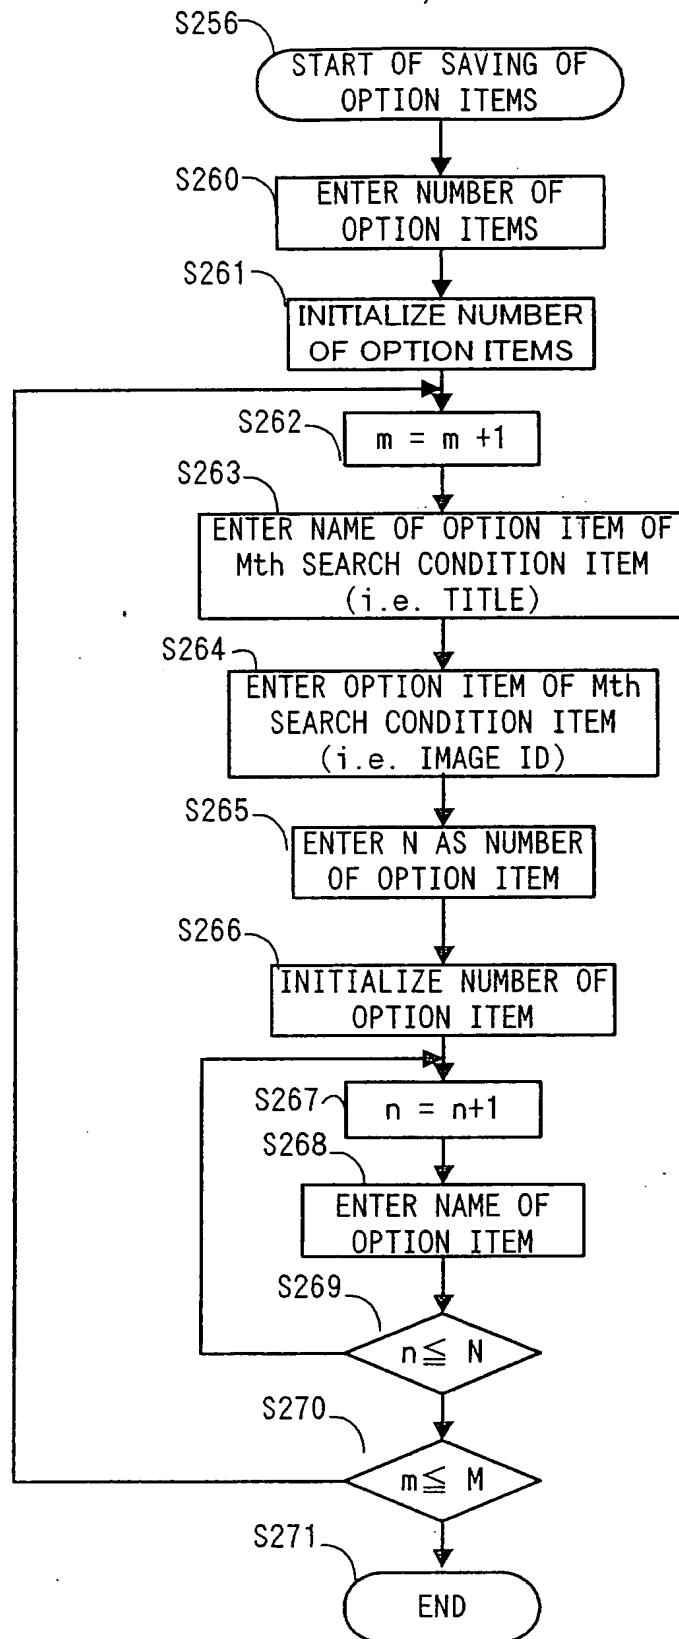 S256
START OF SAVING OF
OPTION ITEMS
S260
ENTER NUMBER OF
OPTION ITEMS
S261
INITIALIZE NUMBER
OF OPTION ITEMS
S262
m = m +1
S263
ENTER NAME OF OPTION ITEM OF
Mth SEARCH CONDITION ITEM
(i.e. TITLE)
S264
ENTER OPTION ITEM OF Mth
SEARCH CONDITION ITEM
(i.e. IMAGE ID)
S265
ENTER N AS NUMBER
OF OPTION ITEM
S266
INITIALIZE NUMBER OF
OPTION ITEM
S267
n = n+1
S268
ENTER NAME OF
OPTION ITEM
S269
n ≦ N
S270
m ≦ M
S271
END